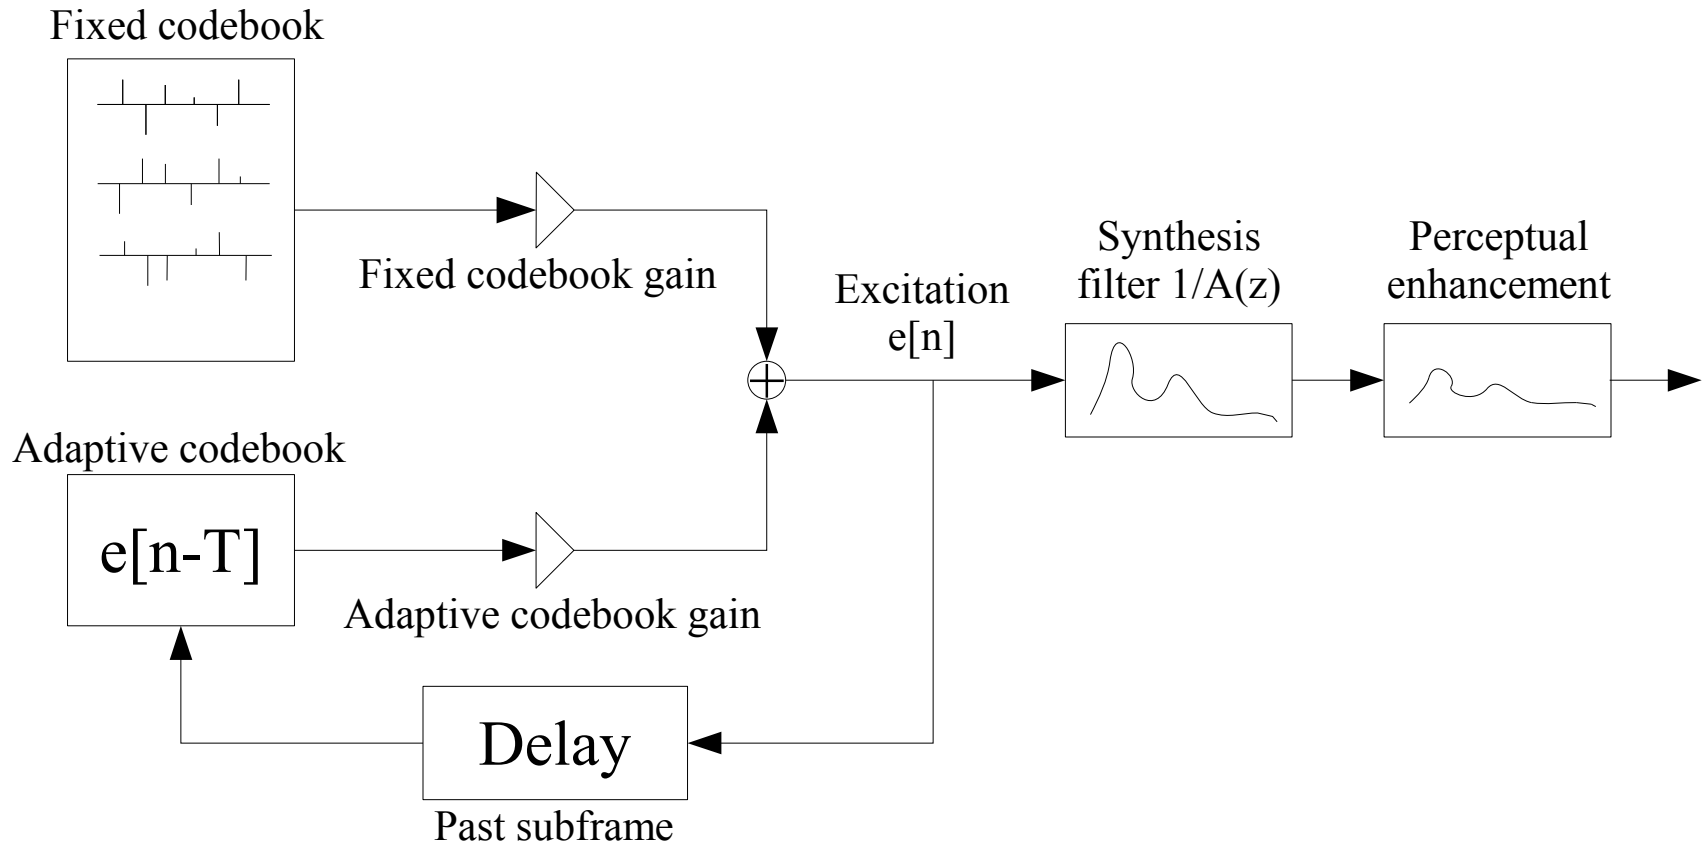 Fixed codebook
Fixed codebook gain
Adaptive codebook
e[n-T]
Adaptive codebook gain
Delay
Past subframe
Excitation
e[n]
Synthesis
filter 1/A(z)
Perceptual
enhancement